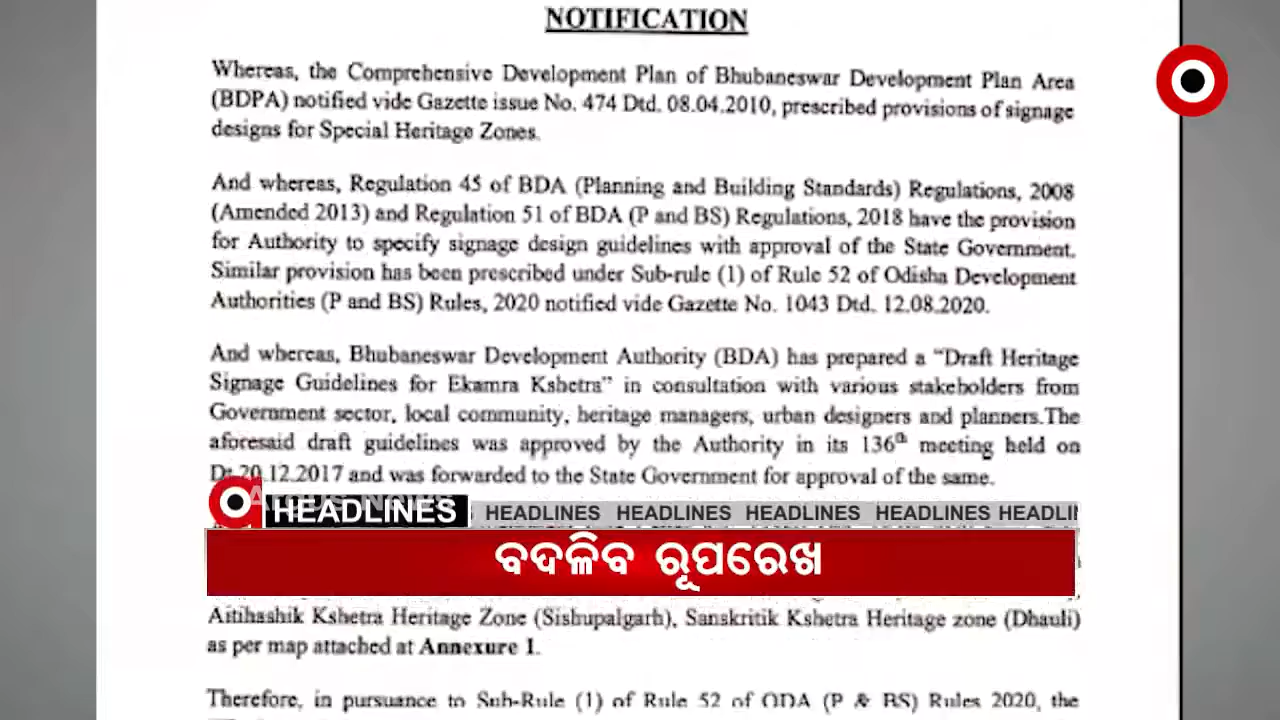 NOTIFICATION
Whereas, the Comprehensive Development Plan of Bhubaneswar Development Plan Area
(BDPA) notified vide Gazette issue No. 474 Dtd. 08.04.2010, prescribed provisions of signage
designs for Special Heritage Zones.
And whereas, Regulation 45 of BDA (Planning and Building Standards) Regulations, 2008
(Amended 2013) and Regulation 51 of BDA (P and BS) Regulations, 2018 have the provision
for Authority to specify signage design guidelines with approval of the State Government.
Similar provision has been prescribed under Sub-rule (1) of Rule 52 of Odisha Development
Authorities (P and BS) Rules, 2020 notified vide Gazette No. 1043 Dtd. 12.08.2020.
And whereas, Bhubaneswar Development Authority (BDA) has prepared a “Draft Heritage
Signage Guidelines for Ekamra Kshetra” in consultation with various stakeholders from
Government sector, local community, heritage managers, urban designers and planners.The
aforesaid draft guidelines was approved by the Authority in its 136th meeting held on
Dt.20.12.2017 and was forwarded to the State Government for approval of the same.
HEADLINES HEADLINES HEADLINES HEADLINES HEADLINES HEADLI
ବଦଳିବ ରୂପରେଖ
Aitihashik Kshetra Heritage Zone (Sishupalgarh), Sanskritik Kshetra Heritage zone (Dhauli)
as per map attached at Annexure I.
Therefore, in pursuance to Sub-Rule (1) of Rule 52 of ODA (P & BS) Rules 2020, the